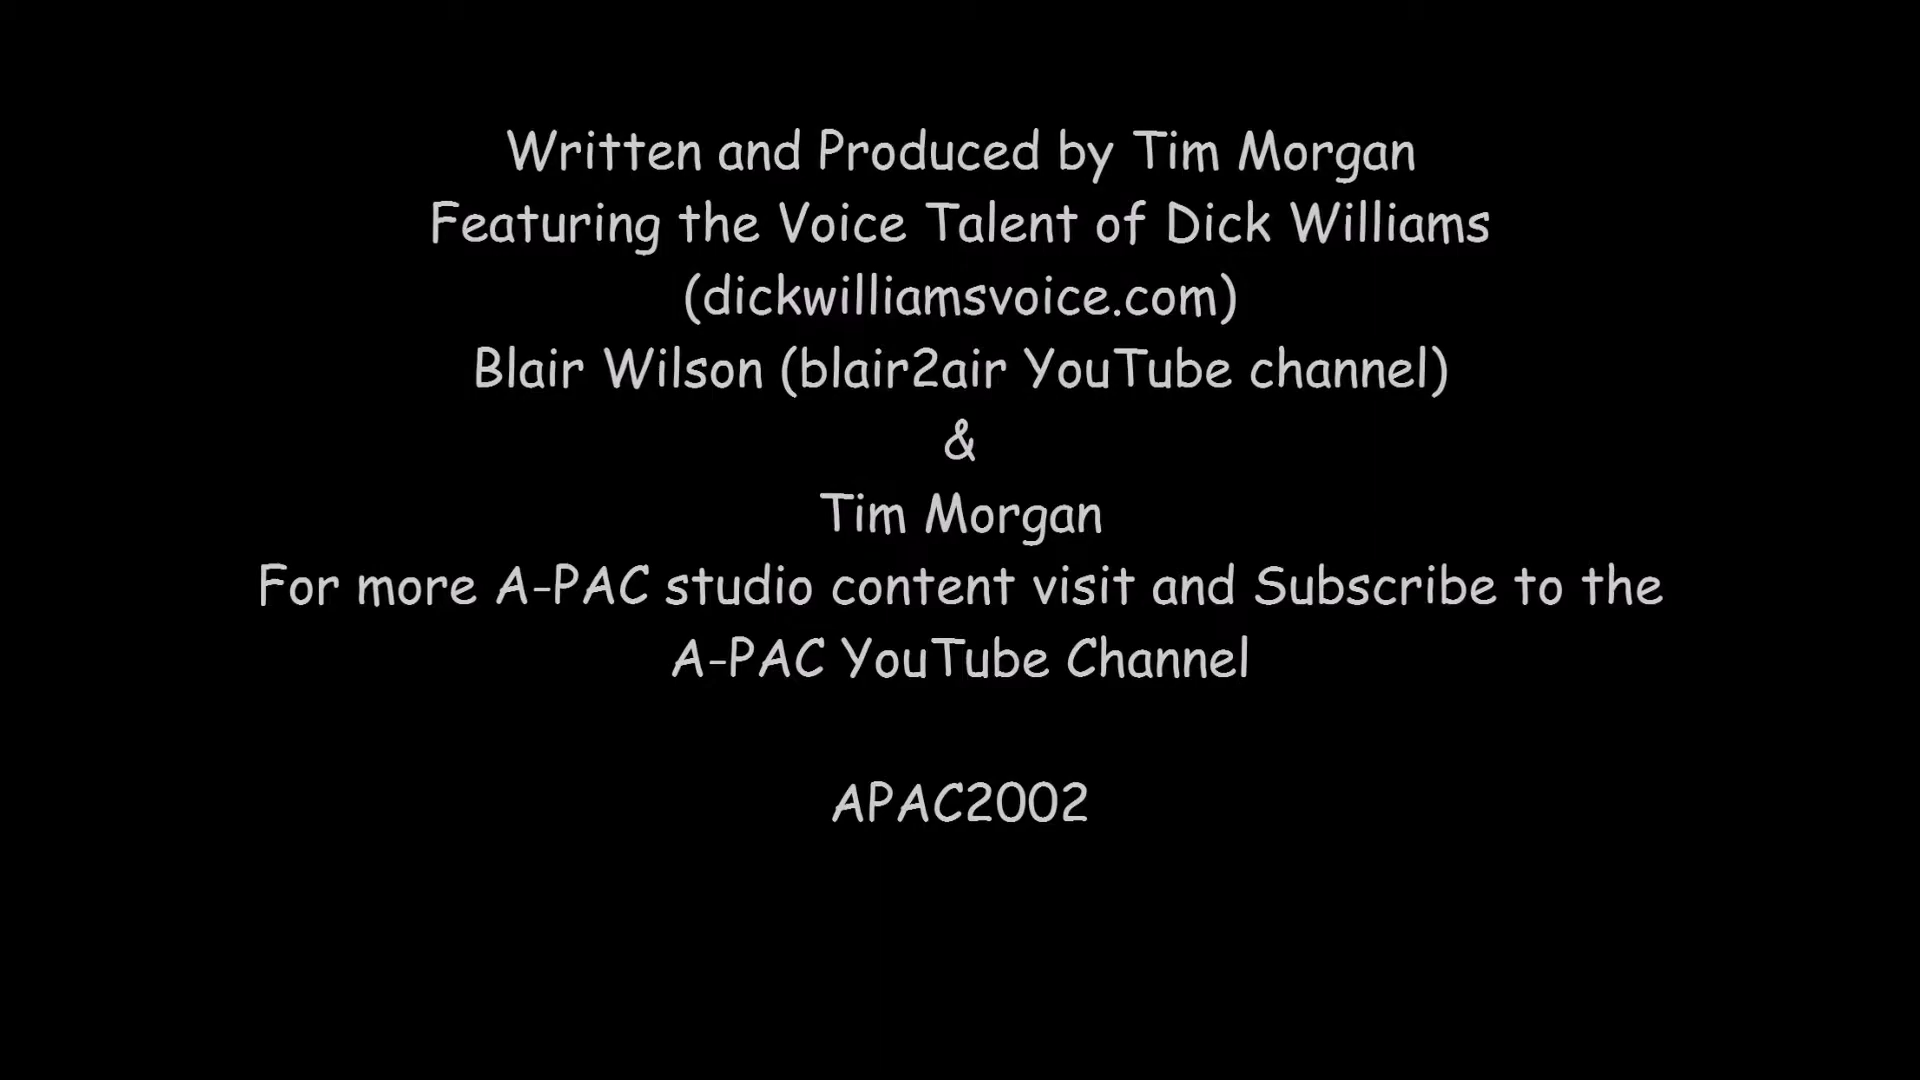 Written and Produced by Tim Morgan
Featuring the Voice Talent of Dick Williams
(dickwilliamsvoice.com)
Blair Wilson (blair2air YouTube channel)
&
Tim Morgan
For more A-PAC studio content visit and Subscribe to the
A-PAC YouTube Channel
APAC2002